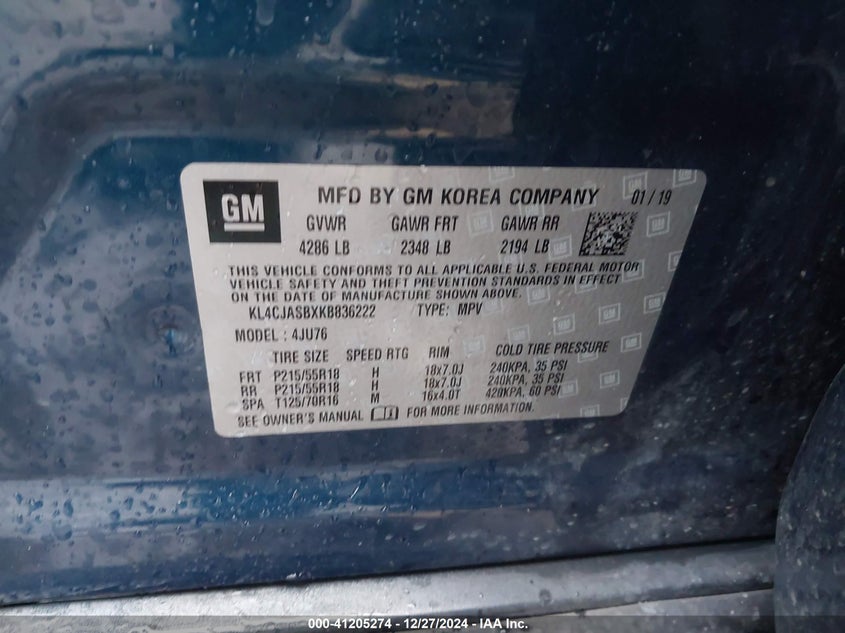 GM
MFD BY GM KOREA COMPANY 01/19
GVWR GAWR FRT GAWR RR
4286 LB 2348 LB 2194 LB
THIS VEHICLE CONFORMS TO ALL APPLICABLE U.S. FEDERAL MOTOR
VEHICLE SAFETY AND THEFT PREVENTION STANDARDS IN EFFECT
ON THE DATE OF MANUFACTURE SHOWN ABOVE.
KL4CJASBXKB836222 TYPE: MPV
MODEL: 4JU76
TIRE SIZE SPEED RTG RIM COLD TIRE PRESSURE
FRT P215/55R18 H 18x7.0J 240KPA, 35 PSI
RR P215/55R18 H 18x7.0J 240KPA, 35 PSI
SPA T125/70R16 M 16x4.0T 420KPA, 60 PSI
SEE OWNER'S MANUAL FOR MORE INFORMATION.
000-41205274 - 12/27/2024 - IAA Inc.